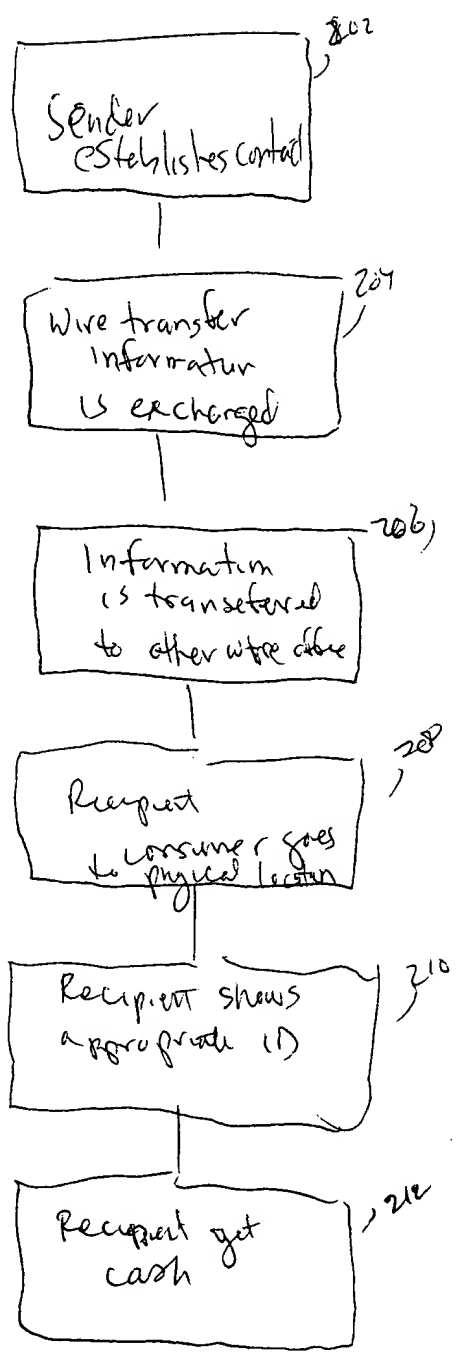 202
Sender
establishes contact
204
Wire transfer
Information
is exchanged
206
Information
is transfered
to other wire office
208
Recipient
consumer goes
to physical location
210
Recipient shows
appropriate ID
212
Recipient get
cash